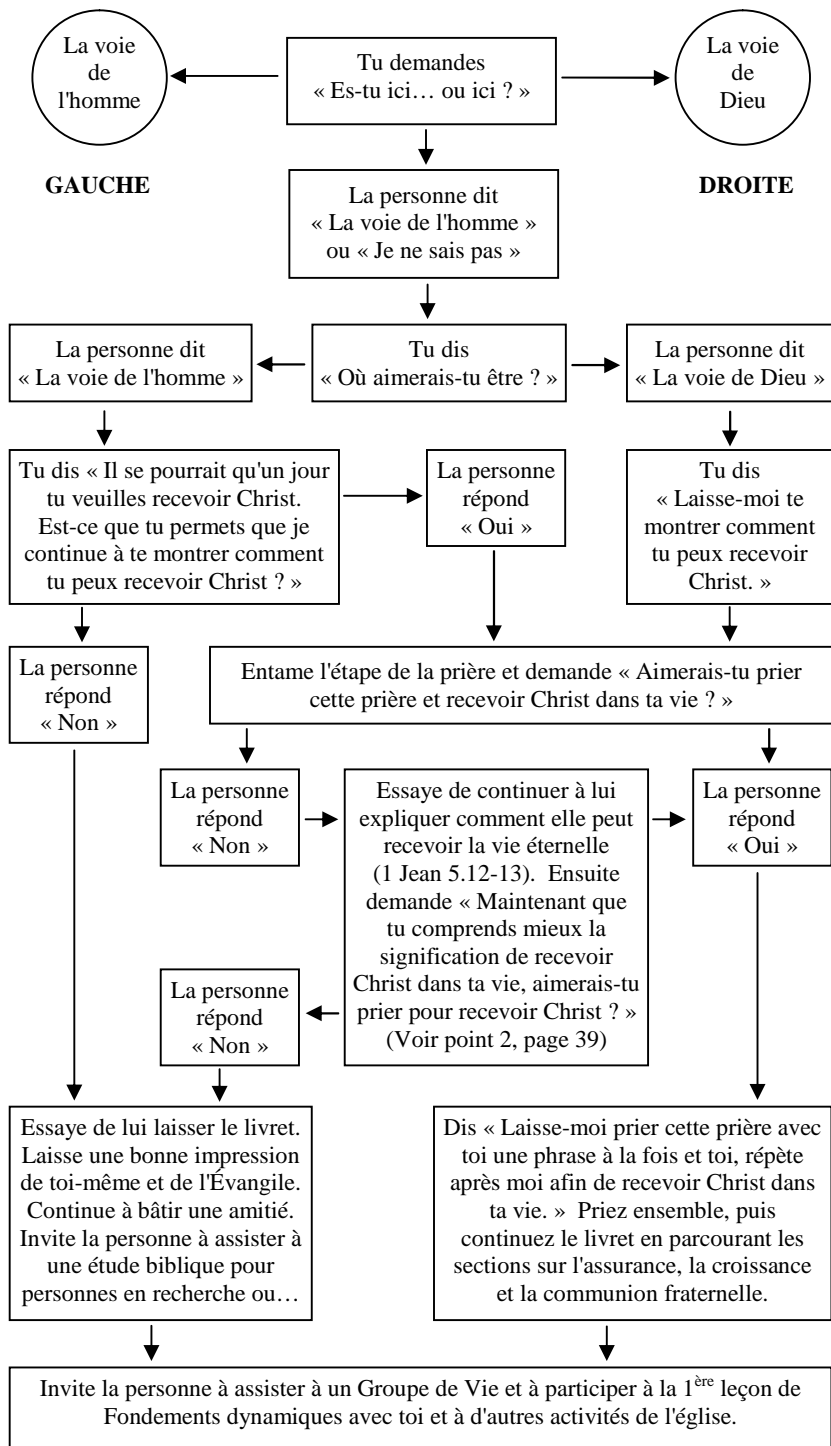 La voie
de
l'homme
Tu demandes
« Es-tu ici… ou ici ? »
La voie
de
Dieu
GAUCHE
DROITE
La personne dit
« La voie de l'homme »
ou « Je ne sais pas »
La personne dit
« La voie de l'homme »
Tu dis
« Où aimerais-tu être ? »
La personne dit
« La voie de Dieu »
Tu dis « Il se pourrait qu'un jour
tu veuilles recevoir Christ.
Est-ce que tu permets que je
continue à te montrer comment
tu peux recevoir Christ ? »
La personne
répond
« Oui »
Tu dis
« Laisse-moi te
montrer comment
tu peux recevoir
Christ. »
La personne
répond
« Non »
Entame l'étape de la prière et demande « Aimerais-tu prier
cette prière et recevoir Christ dans ta vie ? »
La personne
répond
« Non »
Essaye de continuer à lui
expliquer comment elle peut
recevoir la vie éternelle
(1 Jean 5.12-13).  Ensuite
demande « Maintenant que
tu comprends mieux la
signification de recevoir
Christ dans ta vie, aimerais-tu
prier pour recevoir Christ ? »
(Voir point 2, page 39)
La personne
répond
« Oui »
La personne
répond
« Non »
Essaye de lui laisser le livret.
Laisse une bonne impression
de toi-même et de l'Évangile.
Continue à bâtir une amitié.
Invite la personne à assister à
une étude biblique pour
personnes en recherche ou…
Dis « Laisse-moi prier cette prière avec
toi une phrase à la fois et toi, répète
après moi afin de recevoir Christ dans
ta vie. »  Priez ensemble, puis
continuez le livret en parcourant les
sections sur l'assurance, la croissance
et la communion fraternelle.
Invite la personne à assister à un Groupe de Vie et à participer à la 1ère leçon de
Fondements dynamiques avec toi et à d'autres activités de l'église.